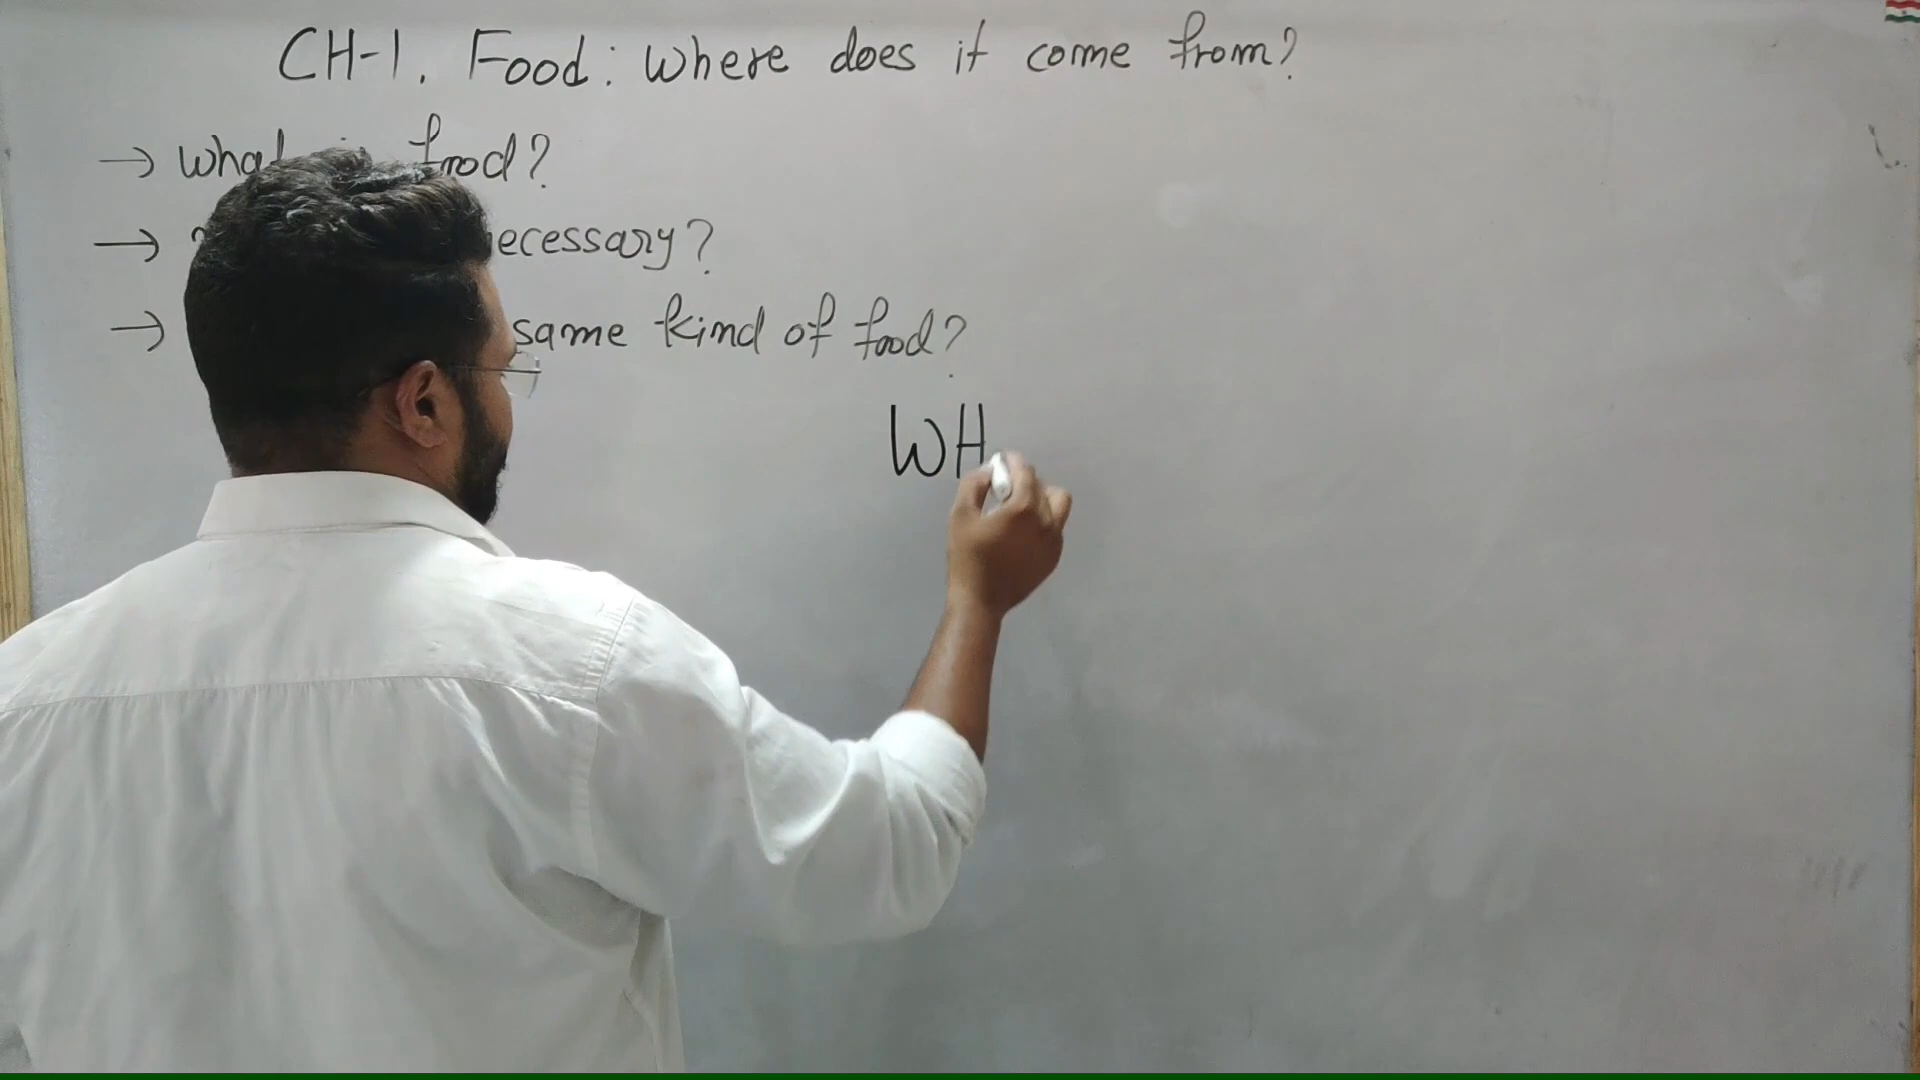 CH-1. Food: Where does it come from?
→ What is food?
→ necessary?
→ same kind of food?
WH